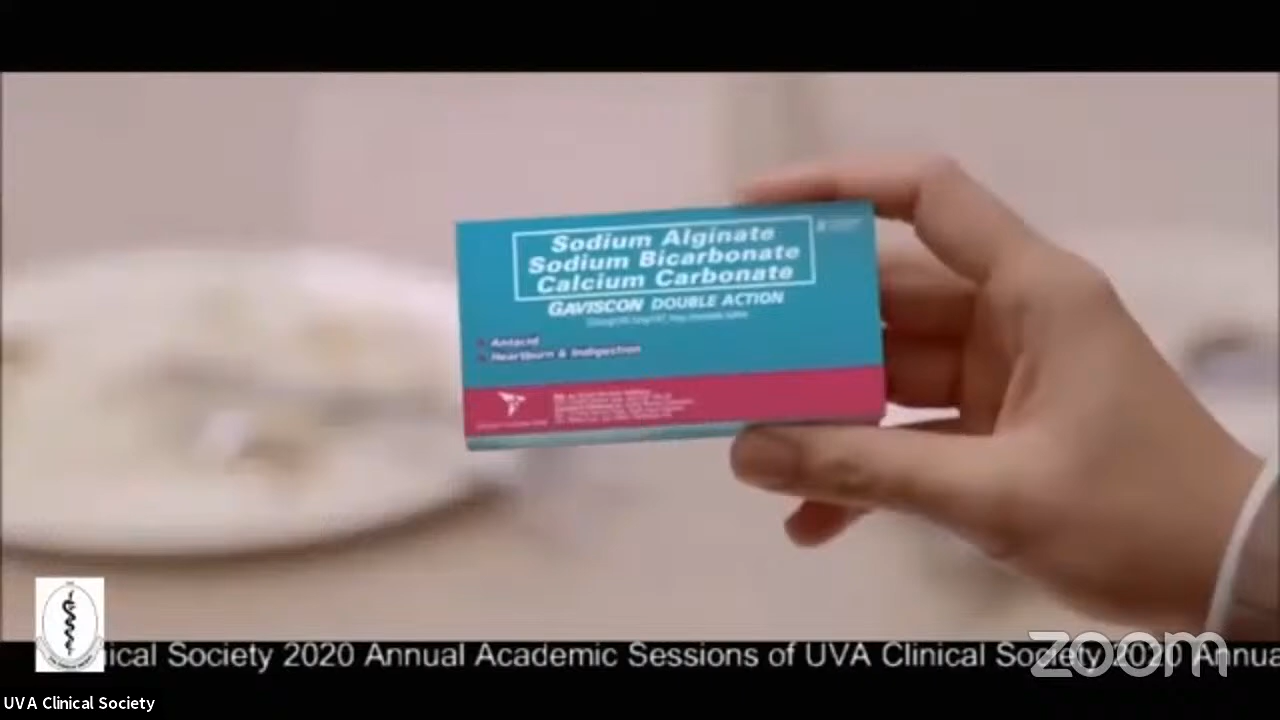 Sodium Alginate
Sodium Bicarbonate
Calcium Carbonate
GAVISCON DOUBLE ACTION
Antacid
Heartburn & Indigestion
zoom
ical Society 2020 Annual Academic Sessions of UVA Clinical Society 2020 Annua
UVA Clinical Society